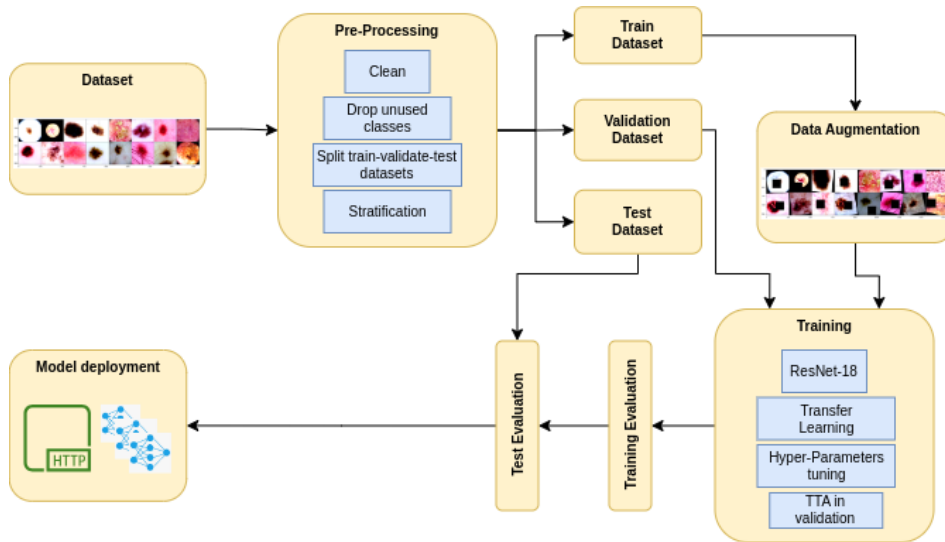 Dataset
Pre-Processing
Clean
Drop unused
classes
Split train-validate-test
datasets
Stratification
Train
Dataset
Validation
Dataset
Test
Dataset
Data Augmentation
Training
ResNet-18
Transfer
Learning
Hyper-Parameters
tuning
TTA in
validation
Training Evaluation
Test Evaluation
Model deployment
HTTP